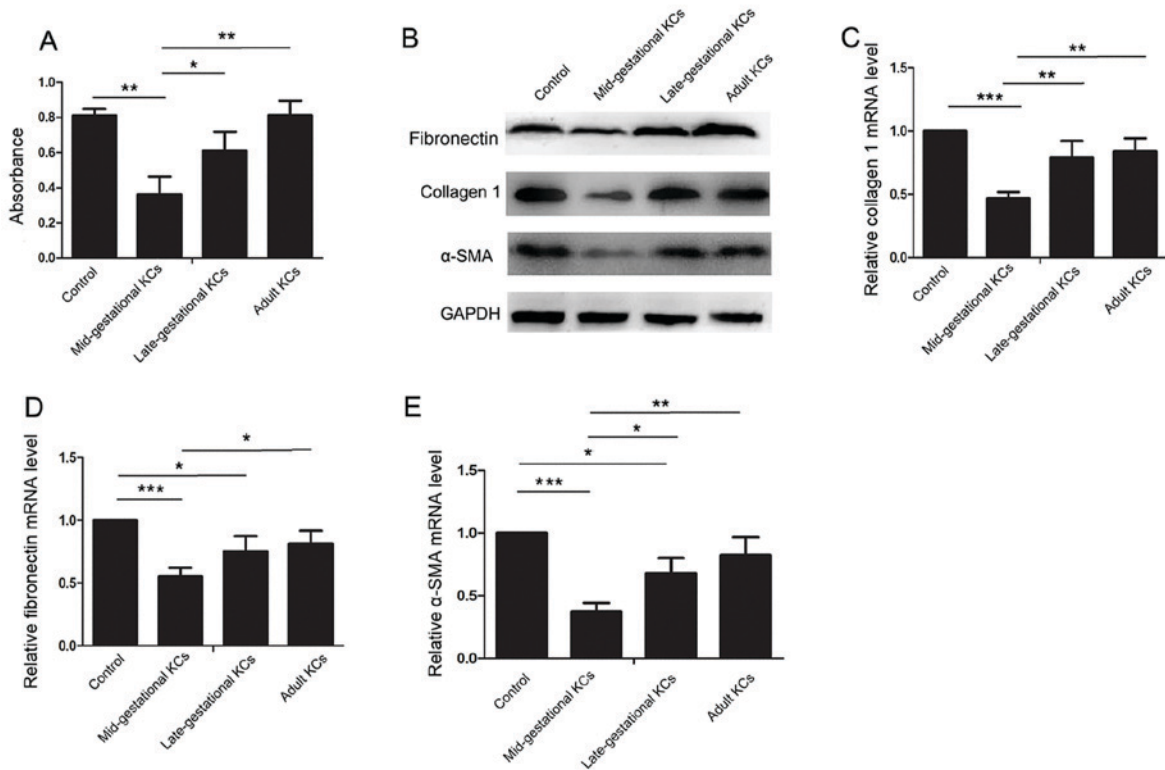 A
**
**
*
Absorbance
0.8
0.6
0.4
0.2
0.0
Control
Mid-gestational KCs
Late-gestational KCs
Adult KCs
B
Control
Mid-gestational KCs
Late-gestational KCs
Adult KCs
Fibronectin
Collagen 1
α-SMA
GAPDH
C
**
**
***
Relative collagen 1 mRNA level
1.5
1.0
0.5
0.0
Control
Mid-gestational KCs
Late-gestational KCs
Adult KCs
D
*
*
***
Relative fibronectin mRNA level
1.5
1.0
0.5
0.0
Control
Mid-gestational KCs
Late-gestational KCs
Adult KCs
E
**
*
*
***
Relative α-SMA mRNA level
1.5
1.0
0.5
0.0
Control
Mid-gestational KCs
Late-gestational KCs
Adult KCs